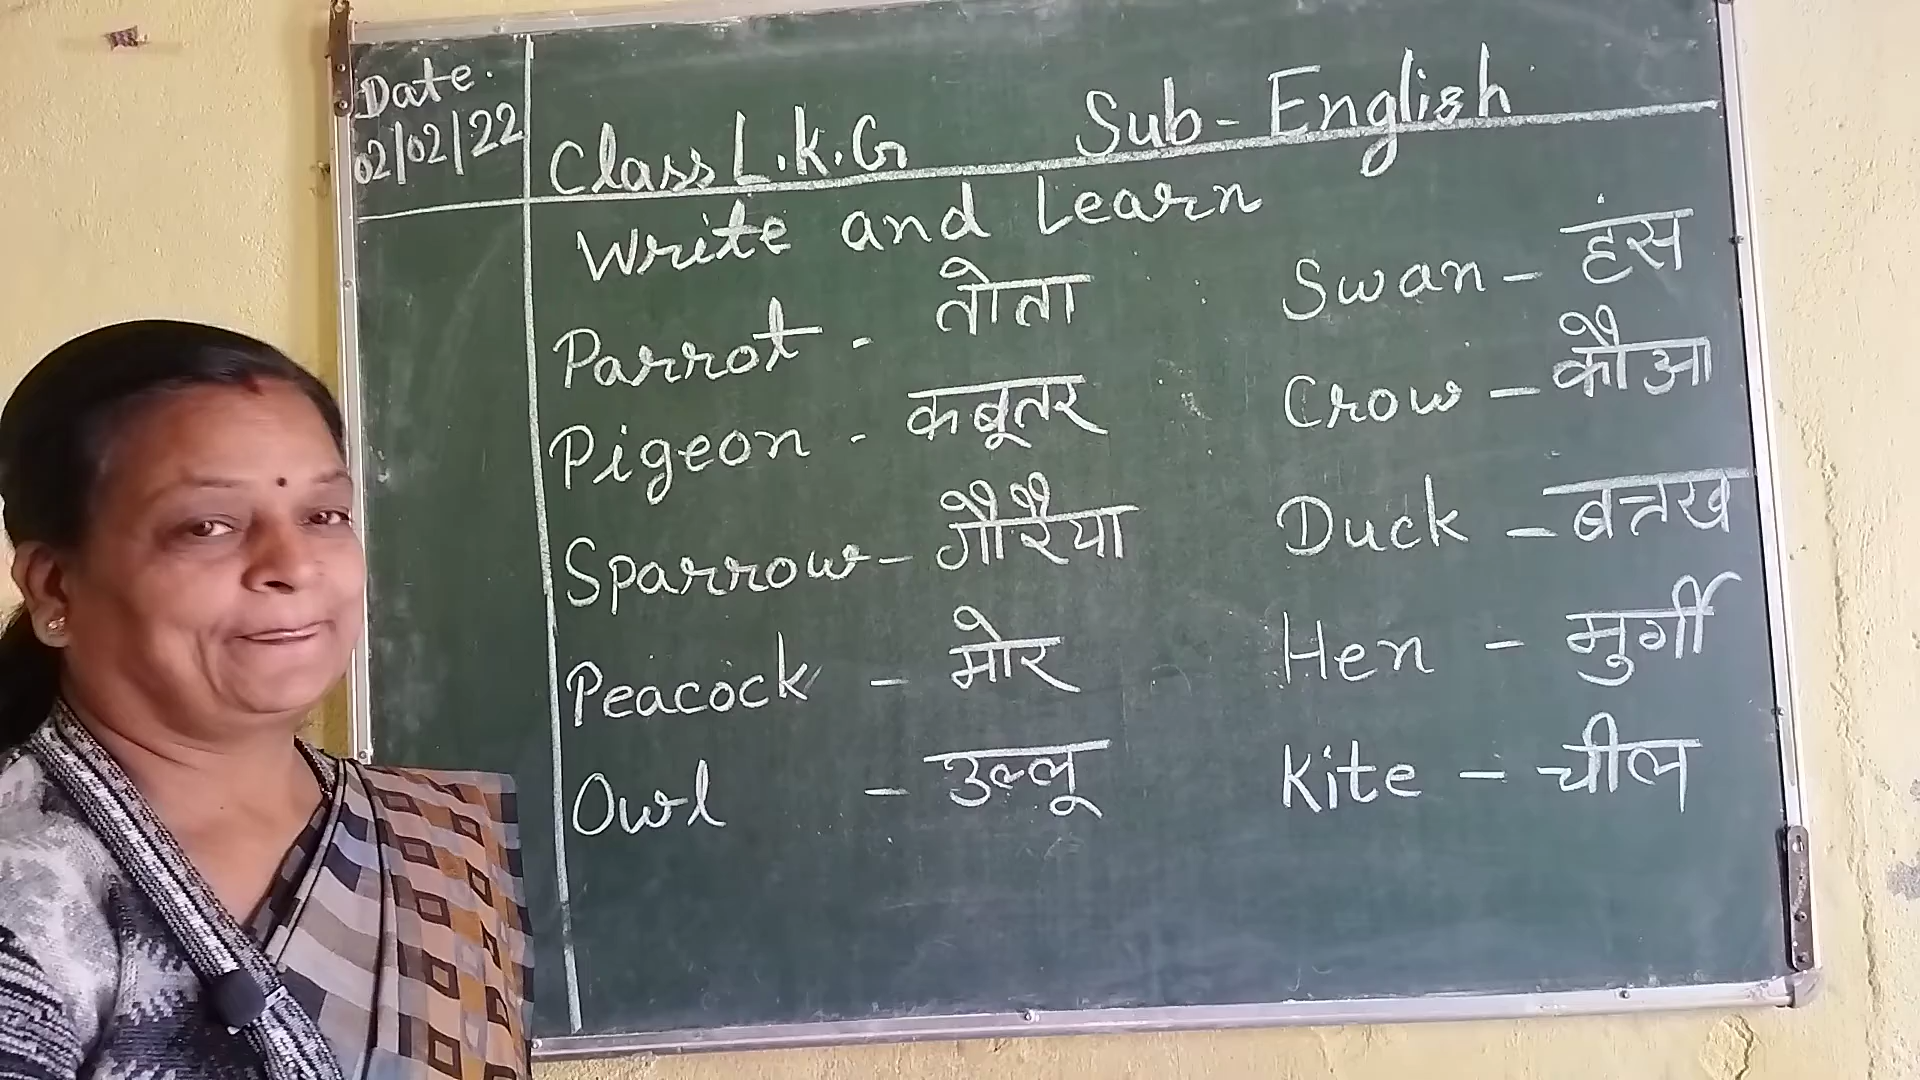 Date.
02/02/22
Class L.K.G Sub-English
Write and Learn
Parrot - तोता
Pigeon - कबूतर
Sparrow - गौरैया
Peacock - मोर
Owl - उल्लू
Swan - हंस
Crow - कौआ
Duck - बत्तख
Hen - मुर्गी
Kite - चील